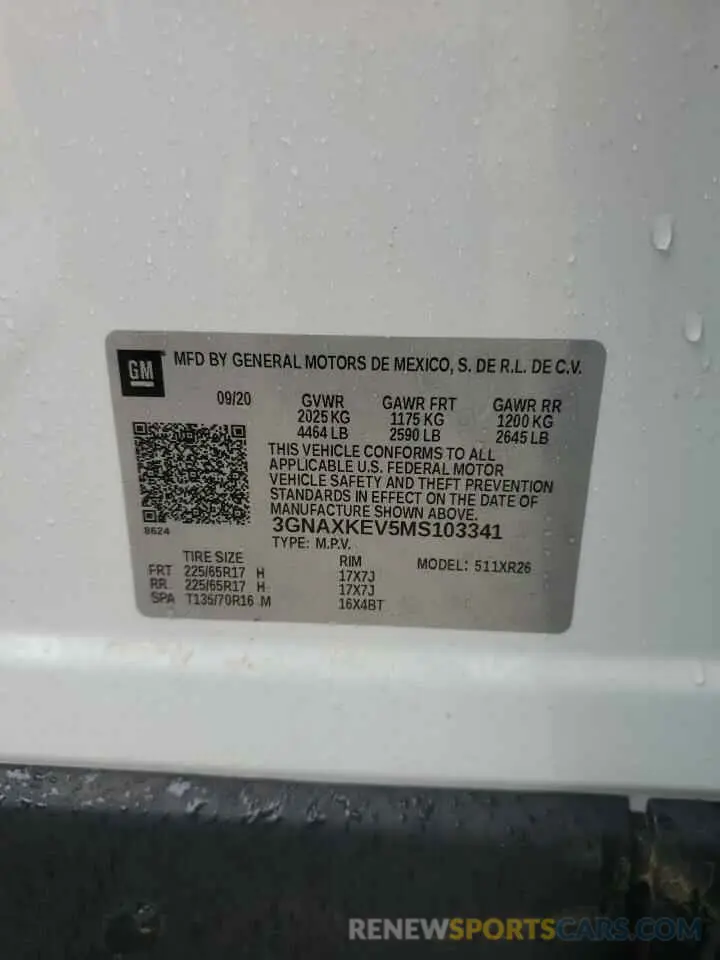 GM
MFD BY GENERAL MOTORS DE MEXICO, S. DE R.L. DE C.V.
09/20 GVWR GAWR FRT GAWR RR
2025 KG 1175 KG 1200 KG
4464 LB 2590 LB 2645 LB
THIS VEHICLE CONFORMS TO ALL
APPLICABLE U.S. FEDERAL MOTOR
VEHICLE SAFETY AND THEFT PREVENTION
STANDARDS IN EFFECT ON THE DATE OF
MANUFACTURE SHOWN ABOVE.
8624
3GNAXKEV5MS103341
TYPE: M.P.V.
TIRE SIZE RIM MODEL: 511XR26
FRT 225/65R17 H 17X7J
RR 225/65R17 H 17X7J
SPA T135/70R16 M 16X4BT
RENEWSPORTSCARS.COM